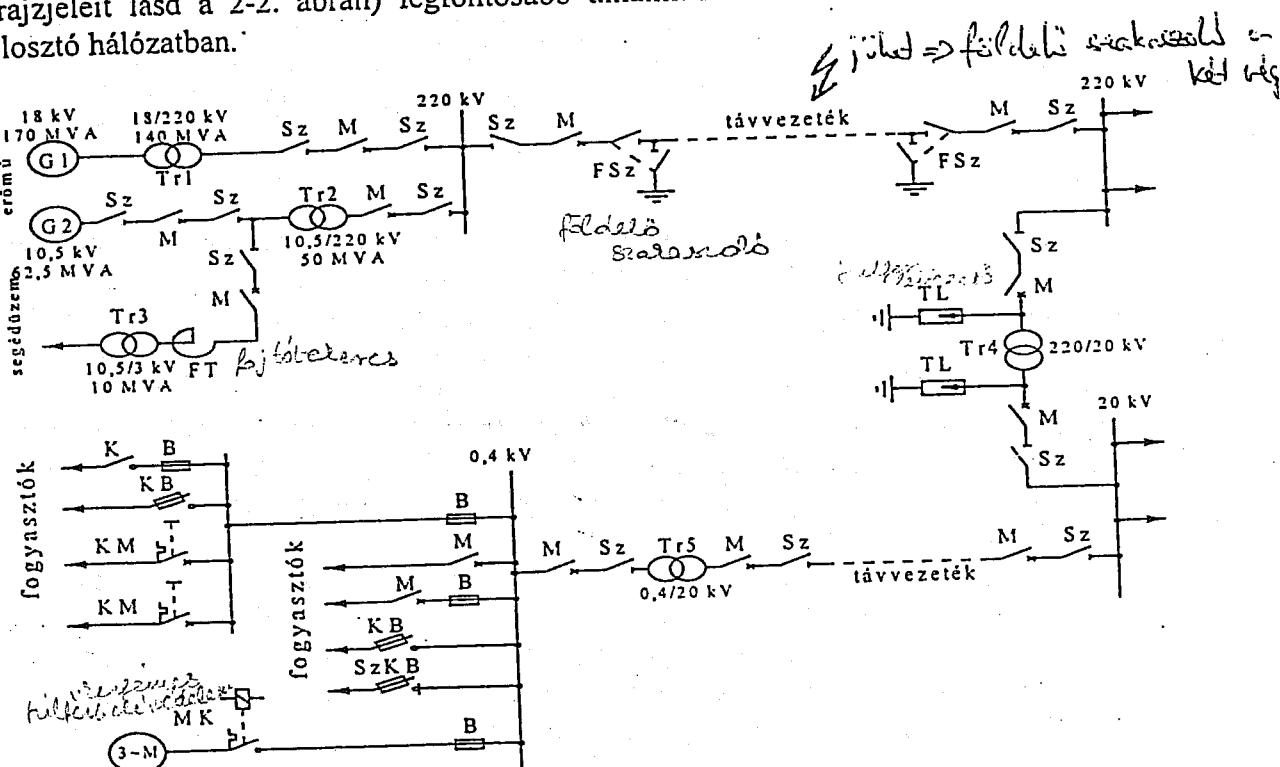 rajzjeleit lásd a 2-2. ábrán) legfontosabb
losztó hálózatban.
jöhet => földelő szakaszoló a
két vég
18 kV
170 MVA
G1
18/220 kV
140 MVA
Tr1
Sz M Sz
220 kV
Sz M
FSz
távvezeték
FSz
M Sz
220 kV
erőmű
G2
10,5 kV
2,5 MVA
Sz M Sz
Tr2
10,5/220 kV
50 MVA
M Sz
földelő
szakaszoló
Sz
M
segédüzem
Tr3
10,5/3 kV
10 MVA
FT
fojtótekercs
Sz
M
TL
Tr4
220/20 kV
TL
M
Sz
20 kV
fogyasztók
K B
KB
KM
KM
0,4 kV
B
fogyasztók
M
M B
KB
SzKB
M Sz
Tr5
0,4/20 kV
M Sz
távvezeték
M Sz
MK
3~M
B